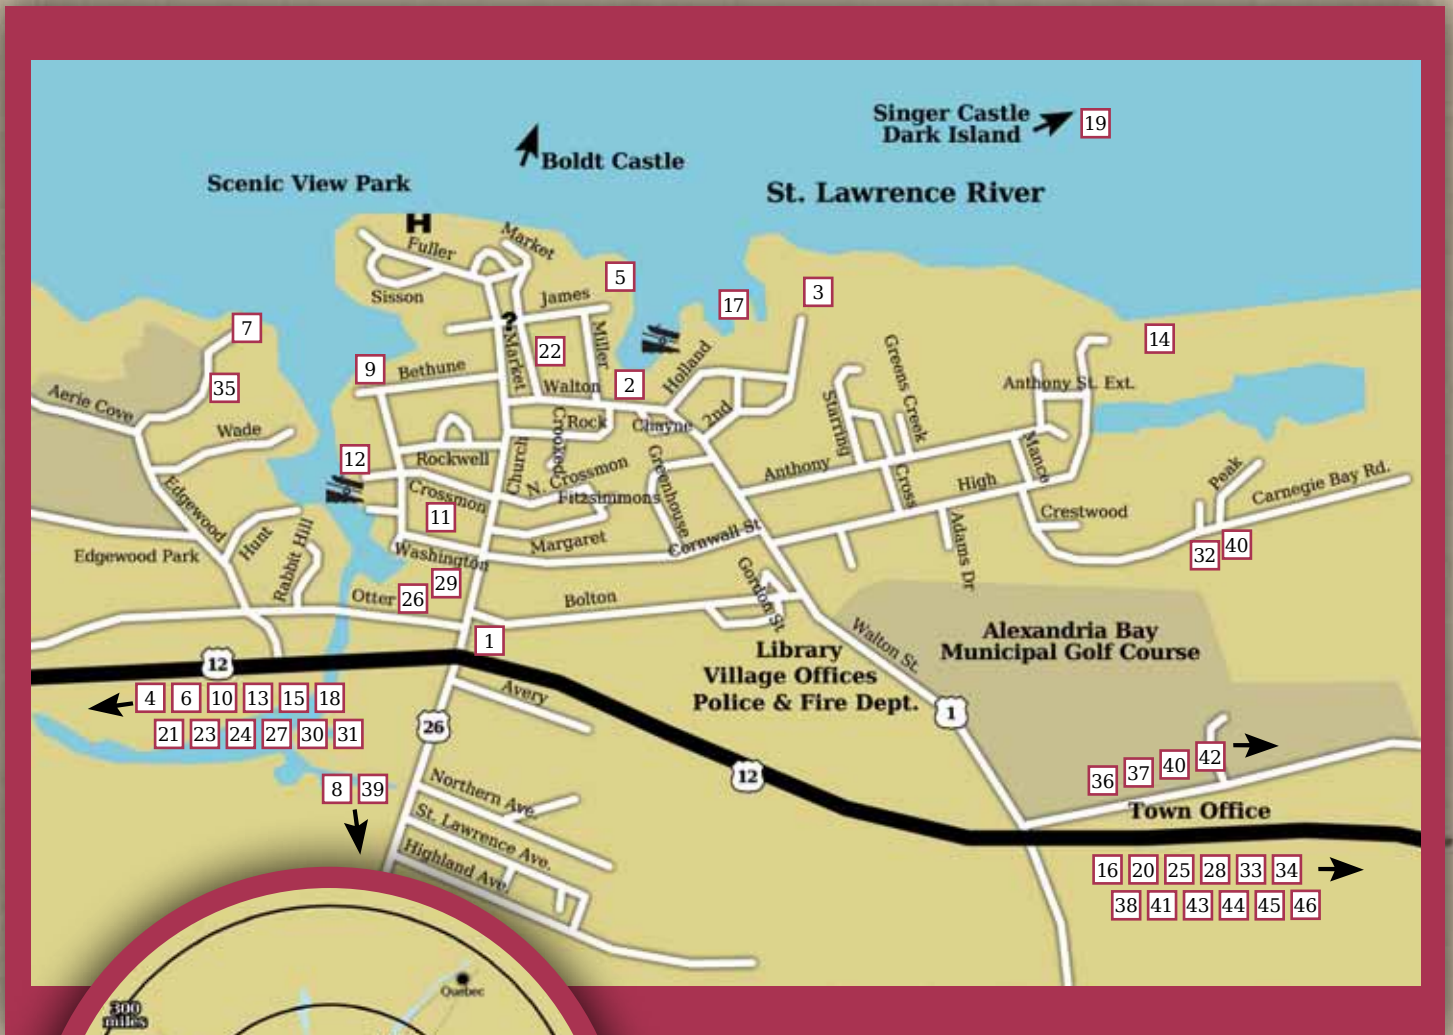 Singer Castle
Dark Island
19
Boldt Castle
Scenic View Park
St. Lawrence River
H
Market
Fuller
Sisson
James
5
17
3
?
7
Miller
Market
22
Holland
Greens Creek
14
9
Bethune
35
Walton
2
Anthony St. Ext.
Aerie Cove
Starring
2nd
Crooked
Rock
Chayne
Wade
Rockwell
Church
12
N. Crossmon
Greenhouse
Anthony
Mance
Cross
High
Peak
Carnegie Bay Rd.
Crossmon
Fitzsimmons
Edgewood
11
Crestwood
Hunt
Rabbit Hill
Margaret
Cornwall St
Adams Dr
32
40
Edgewood Park
Washington
29
Otter
26
Bolton
Gordon St
1
Walton St.
Alexandria Bay
Municipal Golf Course
Library
Village Offices
Police & Fire Dept.
12
4 6 10 13 15 18
21 23 24 27 30 31
Avery
26
1
12
8 39
Northern Ave.
St. Lawrence Ave.
Highland Ave.
36 37 40 42
Town Office
16 20 25 28 33 34
38 41 43 44 45 46
Quebec
300
miles